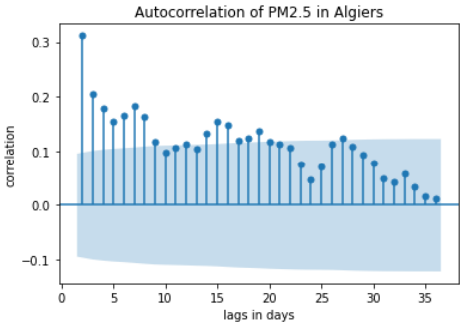 Autocorrelation of PM2.5 in Algiers
0.3
0.2
0.1
0.0
-0.1
correlation
0 5 10 15 20 25 30 35
lags in days